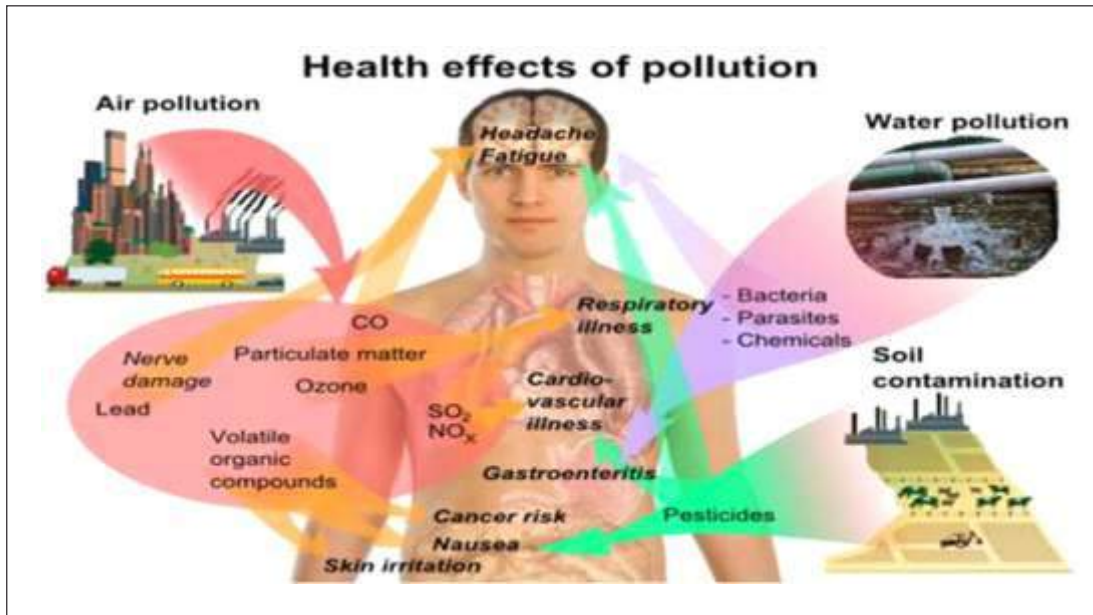 Health effects of pollution
Air pollution
Water pollution
Headache
Fatigue
Respiratory
illness
- Bacteria
- Parasites
- Chemicals
CO
Particulate matter
Ozone
Nerve
damage
Lead
SO₂
NOₓ
Cardio-
vascular
illness
Soil
contamination
Volatile
organic
compounds
Gastroenteritis
Cancer risk
Nausea
Skin irritation
Pesticides